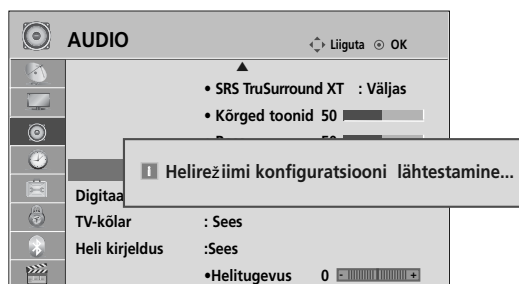 AUDIO
Liiguta OK
• SRS TruSurround XT : Väljas
• Kõrged toonid 50
Helirežiimi konfiguratsiooni lähtestamine...
TV-kõlar : Sees
Heli kirjeldus :Sees
•Helitugevus 0 - +